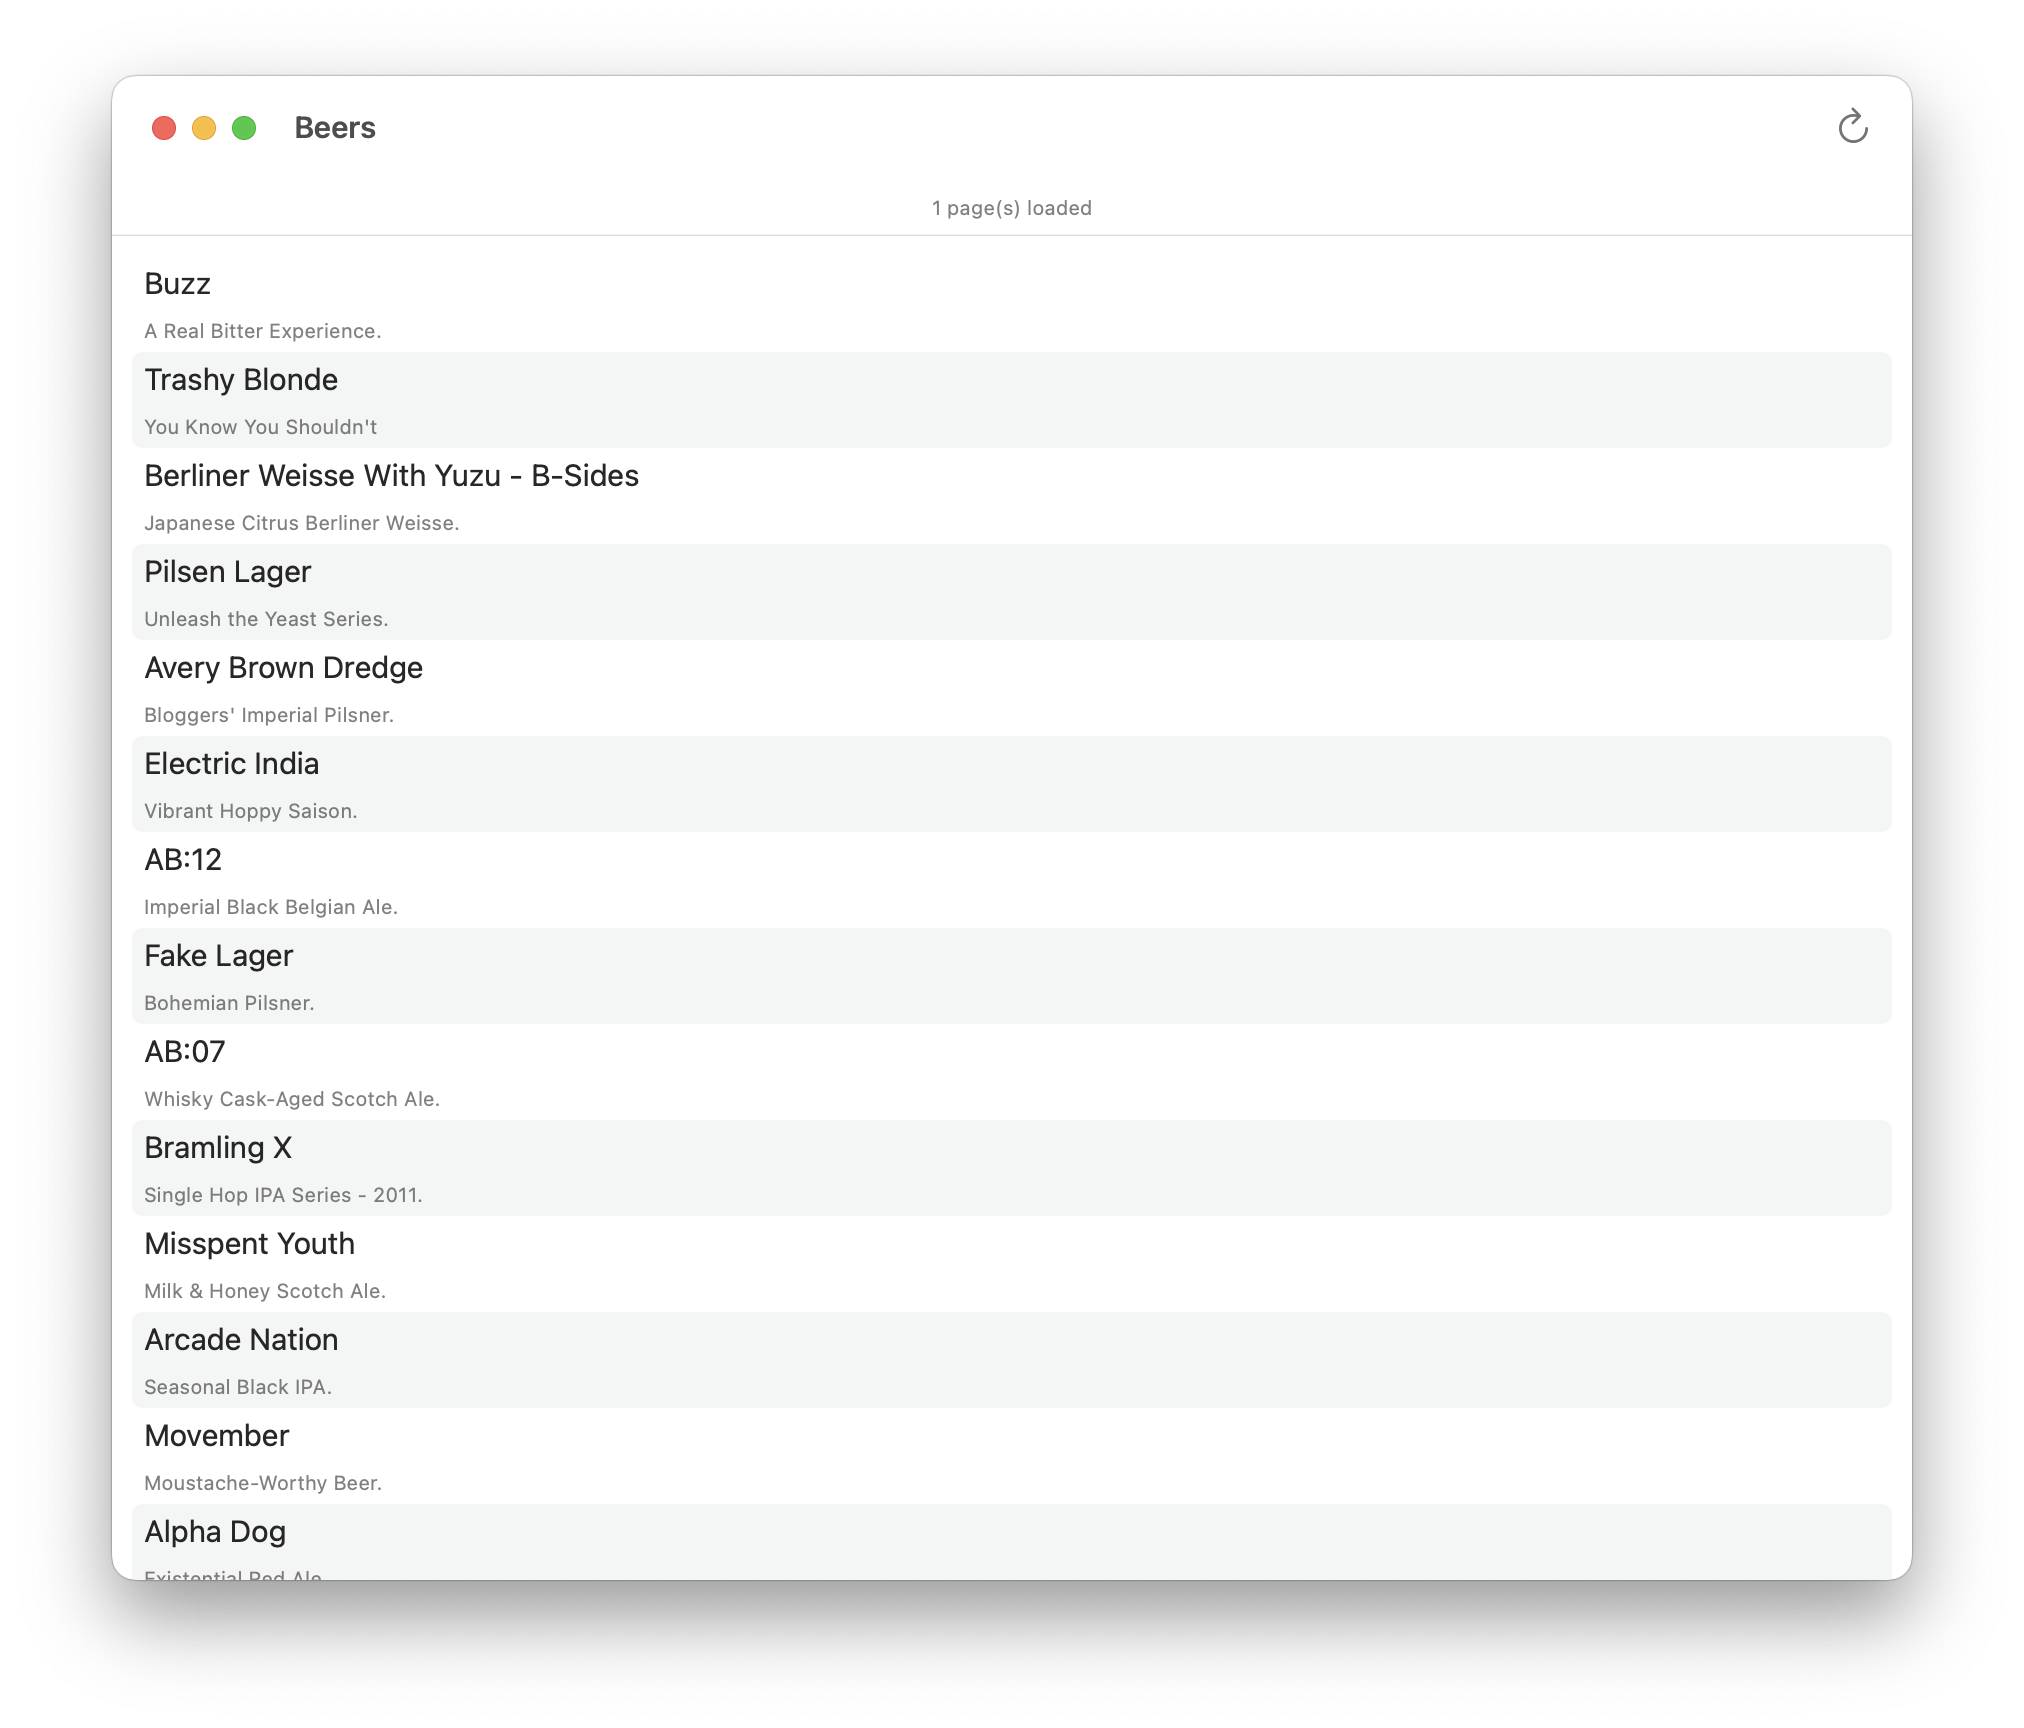 Beers
1 page(s) loaded
Buzz
A Real Bitter Experience.
Trashy Blonde
You Know You Shouldn't
Berliner Weisse With Yuzu - B-Sides
Japanese Citrus Berliner Weisse.
Pilsen Lager
Unleash the Yeast Series.
Avery Brown Dredge
Bloggers' Imperial Pilsner.
Electric India
Vibrant Hoppy Saison.
AB:12
Imperial Black Belgian Ale.
Fake Lager
Bohemian Pilsner.
AB:07
Whisky Cask-Aged Scotch Ale.
Bramling X
Single Hop IPA Series - 2011.
Misspent Youth
Milk & Honey Scotch Ale.
Arcade Nation
Seasonal Black IPA.
Movember
Moustache-Worthy Beer.
Alpha Dog
Existential Red Ale